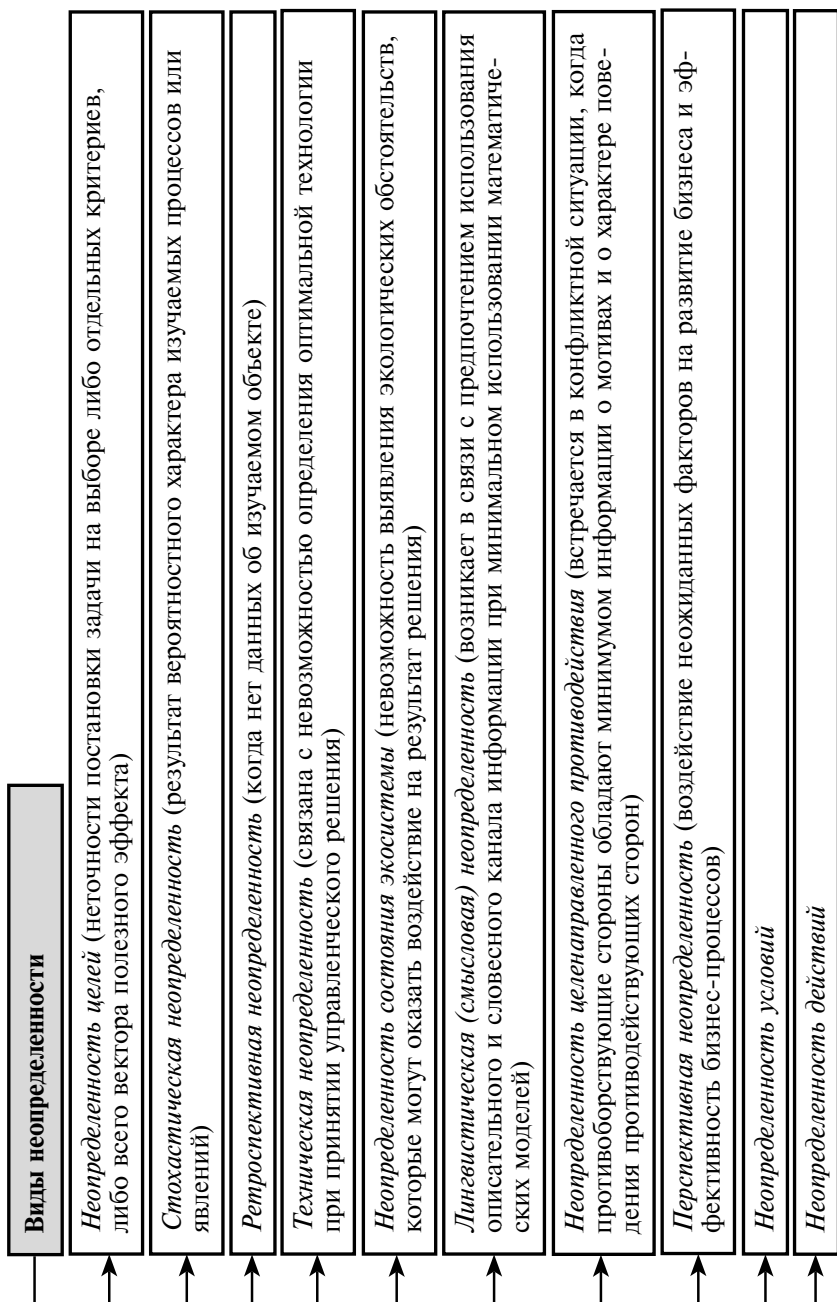 Виды неопределенности
Неопределенность целей (неточности постановки задачи на выборе либо отдельных критериев,
либо всего вектора полезного эффекта)
Стохастическая неопределенность (результат вероятностного характера изучаемых процессов или
явлений)
Ретроспективная неопределенность (когда нет данных об изучаемом объекте)
Техническая неопределенность (связана с невозможностью определения оптимальной технологии
при принятии управленческого решения)
Неопределенность состояния экосистемы (невозможность выявления экологических обстоятельств,
которые могут оказать воздействие на результат решения)
Лингвистическая (смысловая) неопределенность (возникает в связи с предпочтением использования
описательного и словесного канала информации при минимальном использовании математиче-
ских моделей)
Неопределенность целенаправленного противодействия (встречается в конфликтной ситуации, когда
противоборствующие стороны обладают минимумом информации о мотивах и о характере пове-
дения противодействующих сторон)
Перспективная неопределенность (воздействие неожиданных факторов на развитие бизнеса и эф-
фективность бизнес-процессов)
Неопределенность условий
Неопределенность действий